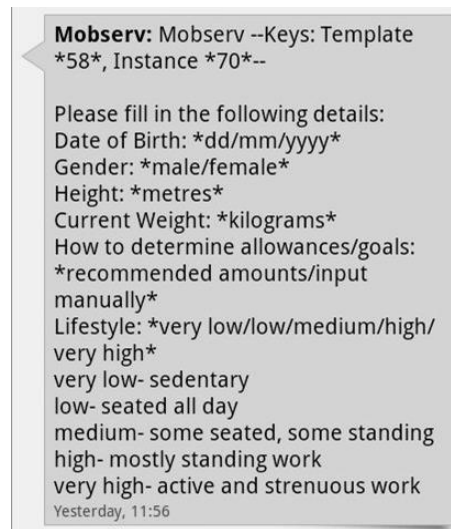 Mobserv: Mobserv --Keys: Template
*58*, Instance *70*--
Please fill in the following details:
Date of Birth: *dd/mm/yyyy*
Gender: *male/female*
Height: *metres*
Current Weight: *kilograms*
How to determine allowances/goals:
*recommended amounts/input
manually*
Lifestyle: *very low/low/medium/high/
very high*
very low- sedentary
low- seated all day
medium- some seated, some standing
high- mostly standing work
very high- active and strenuous work
Yesterday, 11:56